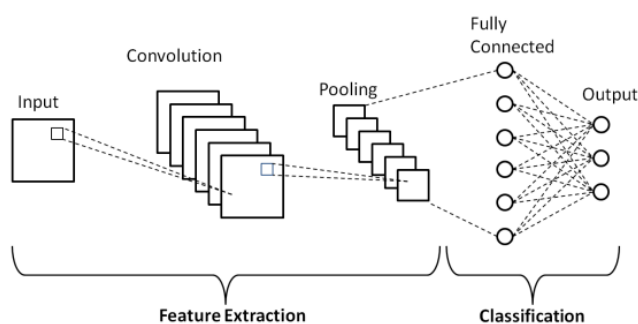 Input
Convolution
Pooling
Fully
Connected
Output
Feature Extraction
Classification